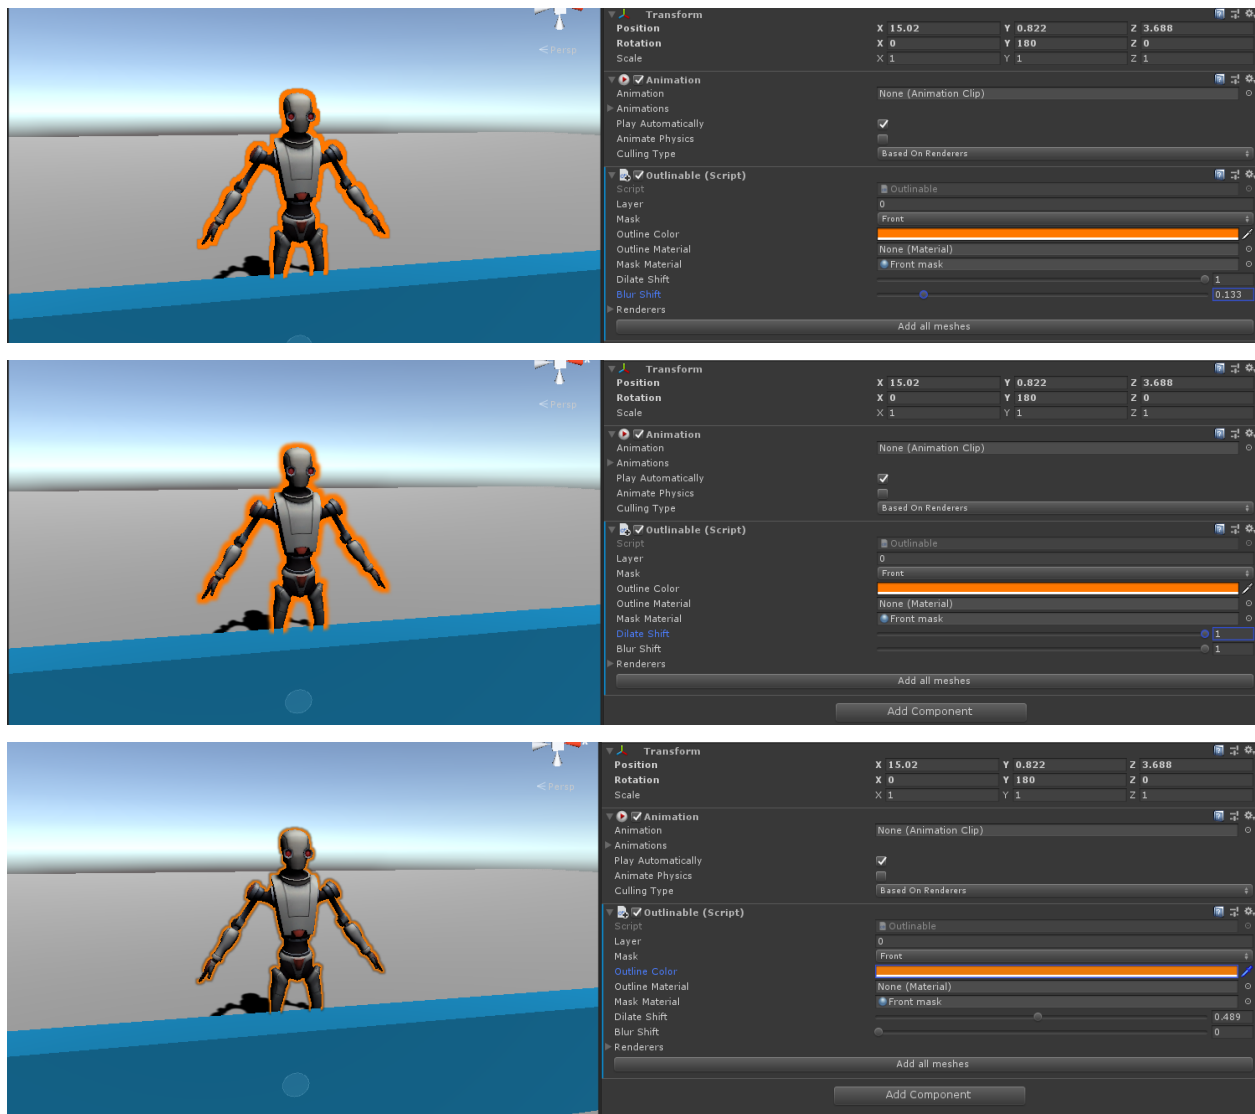 Persp
Transform
Position X 15.02 Y 0.822 Z 3.688
Rotation X 0 Y 180 Z 0
Scale X 1 Y 1 Z 1
Animation
Animation None (Animation Clip)
Animations
Play Automatically
Animate Physics
Culling Type Based On Renderers
Outlinable (Script)
Script Outlinable
Layer 0
Mask Front
Outline Color
Outline Material None (Material)
Mask Material Front mask
Dilate Shift 1
Blur Shift 0.133
Renderers
Add all meshes
Persp
Transform
Position X 15.02 Y 0.822 Z 3.688
Rotation X 0 Y 180 Z 0
Scale X 1 Y 1 Z 1
Animation
Animation None (Animation Clip)
Animations
Play Automatically
Animate Physics
Culling Type Based On Renderers
Outlinable (Script)
Script Outlinable
Layer 0
Mask Front
Outline Color
Outline Material None (Material)
Mask Material Front mask
Dilate Shift 1
Blur Shift 1
Renderers
Add all meshes
Add Component
Persp
Transform
Position X 15.02 Y 0.822 Z 3.688
Rotation X 0 Y 180 Z 0
Scale X 1 Y 1 Z 1
Animation
Animation None (Animation Clip)
Animations
Play Automatically
Animate Physics
Culling Type Based On Renderers
Outlinable (Script)
Script Outlinable
Layer 0
Mask Front
Outline Color
Outline Material None (Material)
Mask Material Front mask
Dilate Shift 0.489
Blur Shift 0
Renderers
Add all meshes
Add Component